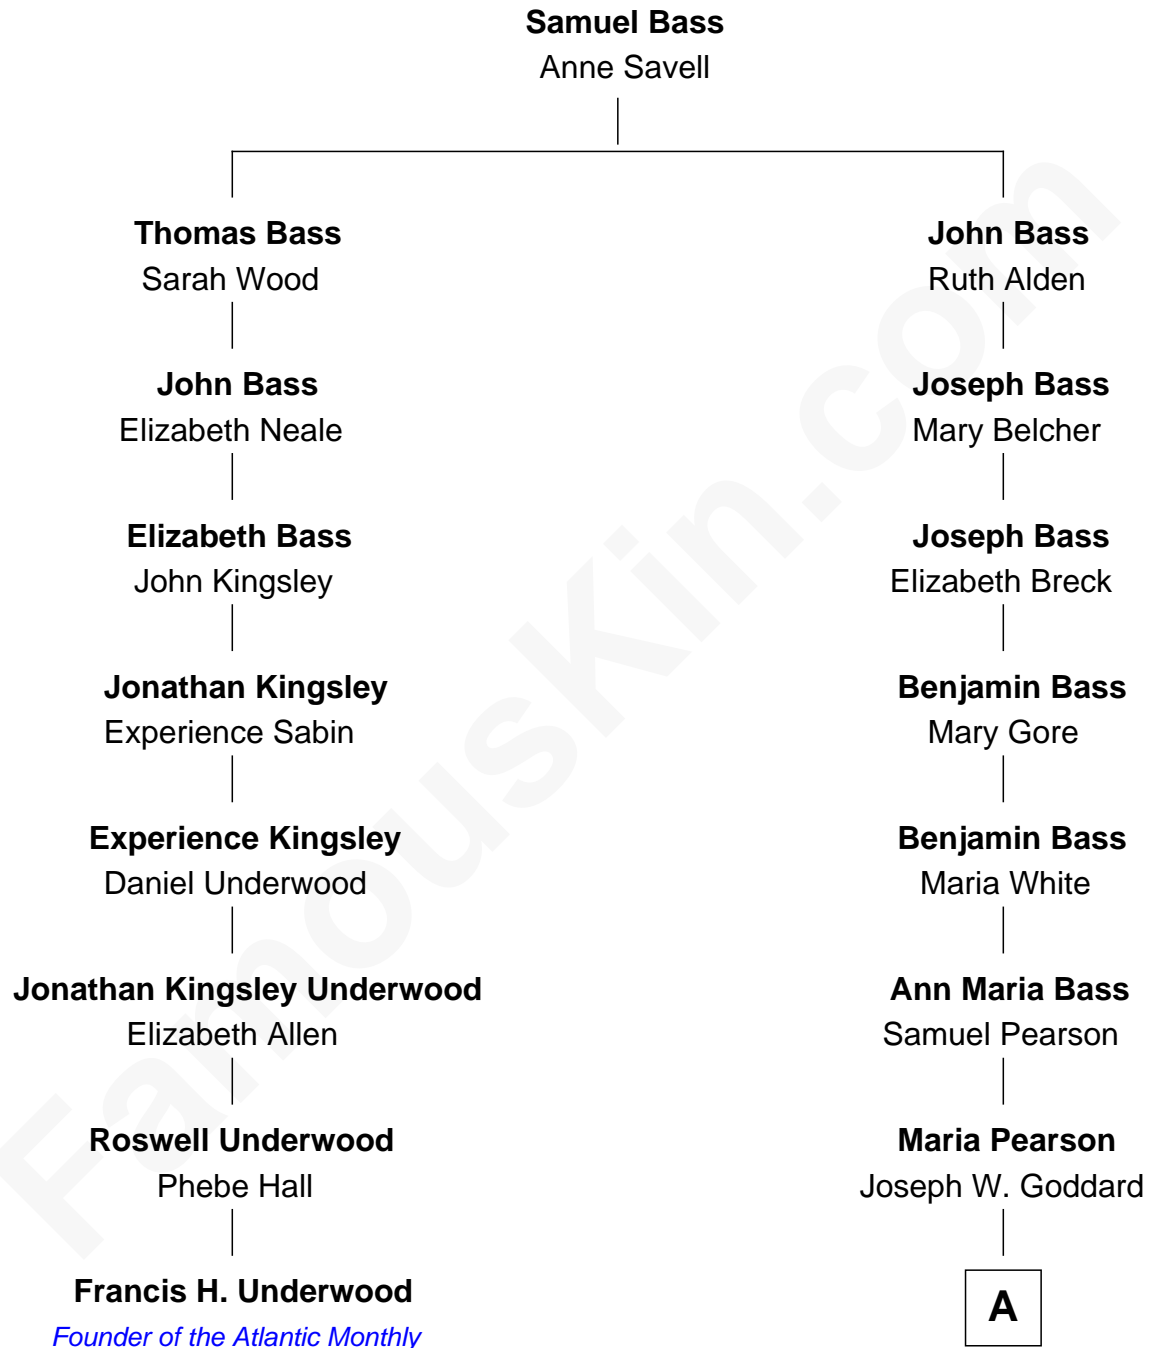 Samuel Bass
Anne Savell
Thomas Bass
Sarah Wood
John Bass
Ruth Alden
John Bass
Elizabeth Neale
Joseph Bass
Mary Belcher
Elizabeth Bass
John Kingsley
Joseph Bass
Elizabeth Breck
Jonathan Kingsley
Experience Sabin
Benjamin Bass
Mary Gore
Experience Kingsley
Daniel Underwood
Benjamin Bass
Maria White
Jonathan Kingsley Underwood
Elizabeth Allen
Ann Maria Bass
Samuel Pearson
Roswell Underwood
Phebe Hall
Maria Pearson
Joseph W. Goddard
Francis H. Underwood
Founder of the Atlantic Monthly
A
FamousKin.com